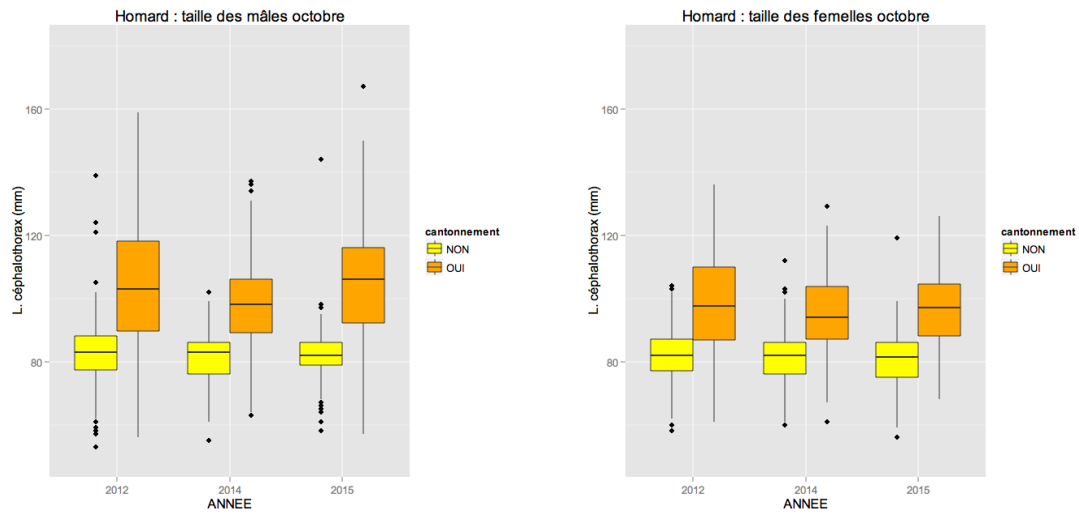 Homard : taille des mâles octobre
L. céphalothorax (mm)
160
120
80
2012
2014
2015
ANNEE
cantonnement
NON
OUI
Homard : taille des femelles octobre
L. céphalothorax (mm)
160
120
80
2012
2014
2015
ANNEE
cantonnement
NON
OUI